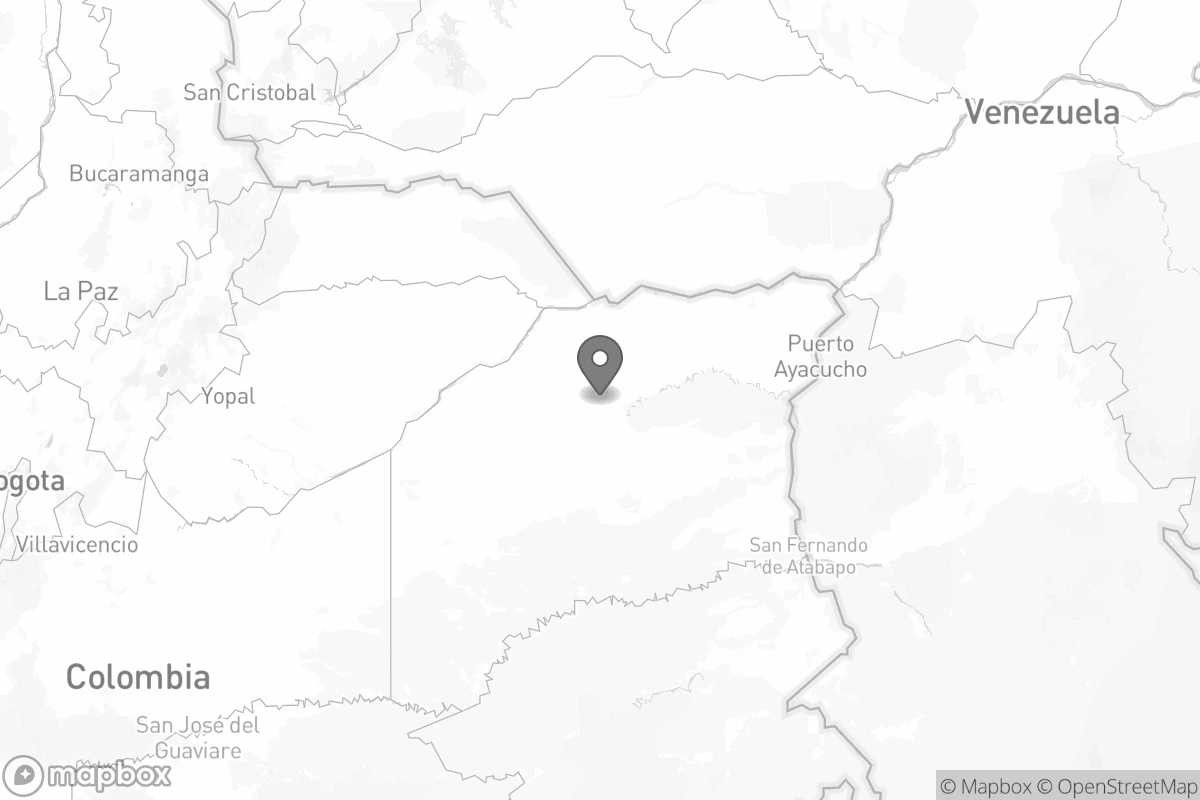 San Cristobal
Venezuela
Bucaramanga
La Paz
Puerto
Ayacucho
Yopal
ogota
Villavicencio
San Fernando
de Atabapo
Colombia
San José del
Guaviare
mapbox
© Mapbox © OpenStreetMap